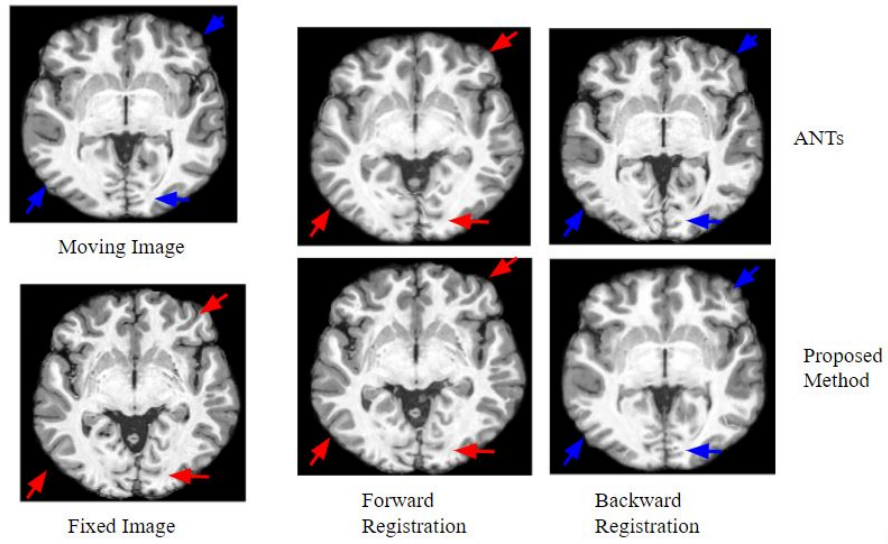 Moving Image
Fixed Image
ANTs
Proposed
Method
Forward
Registration
Backward
Registration